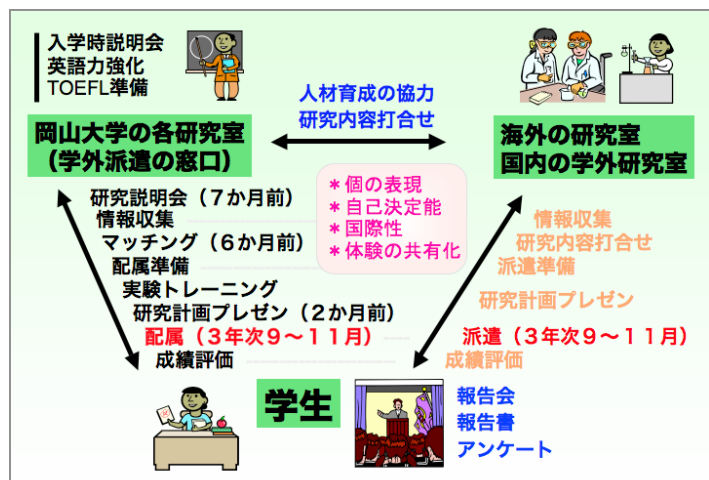 入学時説明会
英語力強化
TOEFL準備
人材育成の協力
研究内容打合せ
岡山大学の各研究室
（学外派遣の窓口）
海外の研究室
国内の学外研究室
＊個の表現
＊自己決定能
＊国際性
＊体験の共有化
研究説明会（７か月前）
情報収集
マッチング（６か月前）
配属準備
実験トレーニング
研究計画プレゼン（２か月前）
配属（３年次９〜１１月）
成績評価
情報収集
研究内容打合せ
派遣準備
研究計画プレゼン
派遣（３年次９〜１１月）
成績評価
学生
報告会
報告書
アンケート